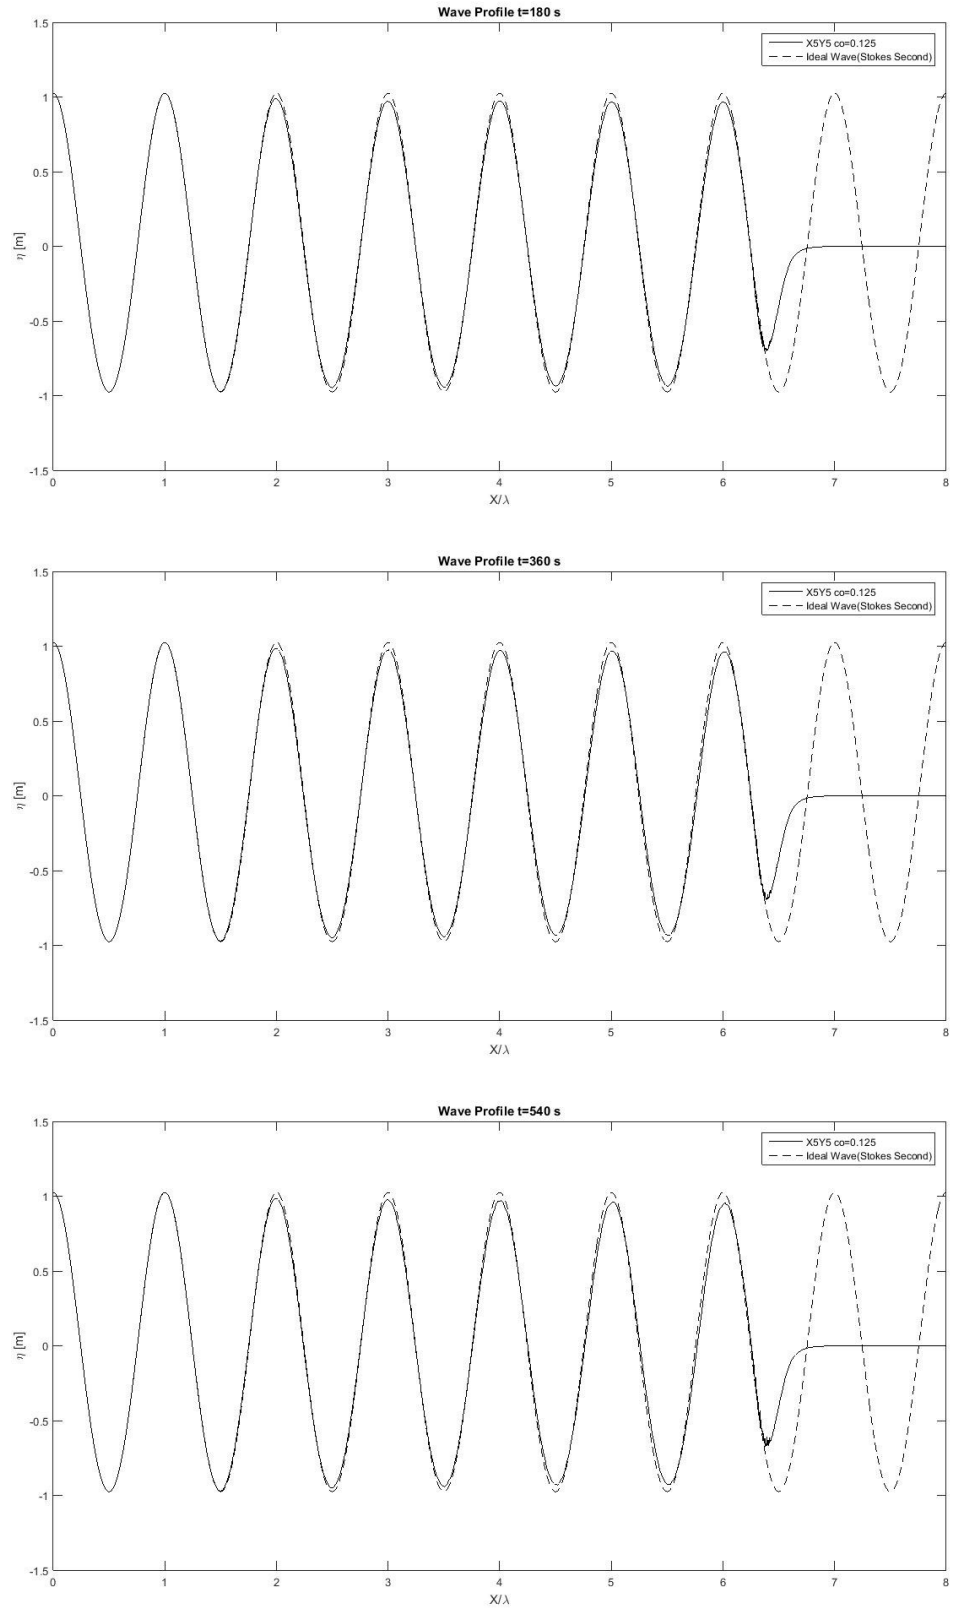 Wave Profile t=180 s
1.5
X5Y5 co=0.125
Ideal Wave(Stokes Second)
1
0.5
η [m]
0
-0.5
-1
-1.5
0 1 2 3 4 5 6 7 8
X/λ
Wave Profile t=360 s
1.5
X5Y5 co=0.125
Ideal Wave(Stokes Second)
1
0.5
η [m]
0
-0.5
-1
-1.5
0 1 2 3 4 5 6 7 8
X/λ
Wave Profile t=540 s
1.5
X5Y5 co=0.125
Ideal Wave(Stokes Second)
1
0.5
η [m]
0
-0.5
-1
-1.5
0 1 2 3 4 5 6 7 8
X/λ